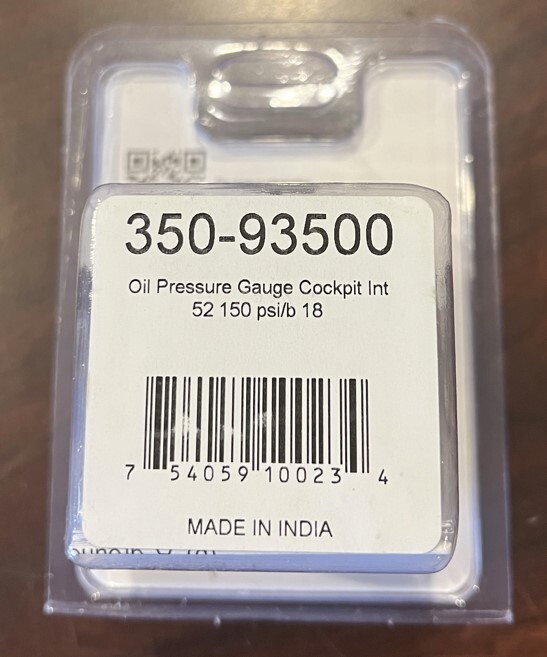 350-93500
Oil Pressure Gauge Cockpit Int
52 150 psi/b 18
7 54059 10023 4
MADE IN INDIA